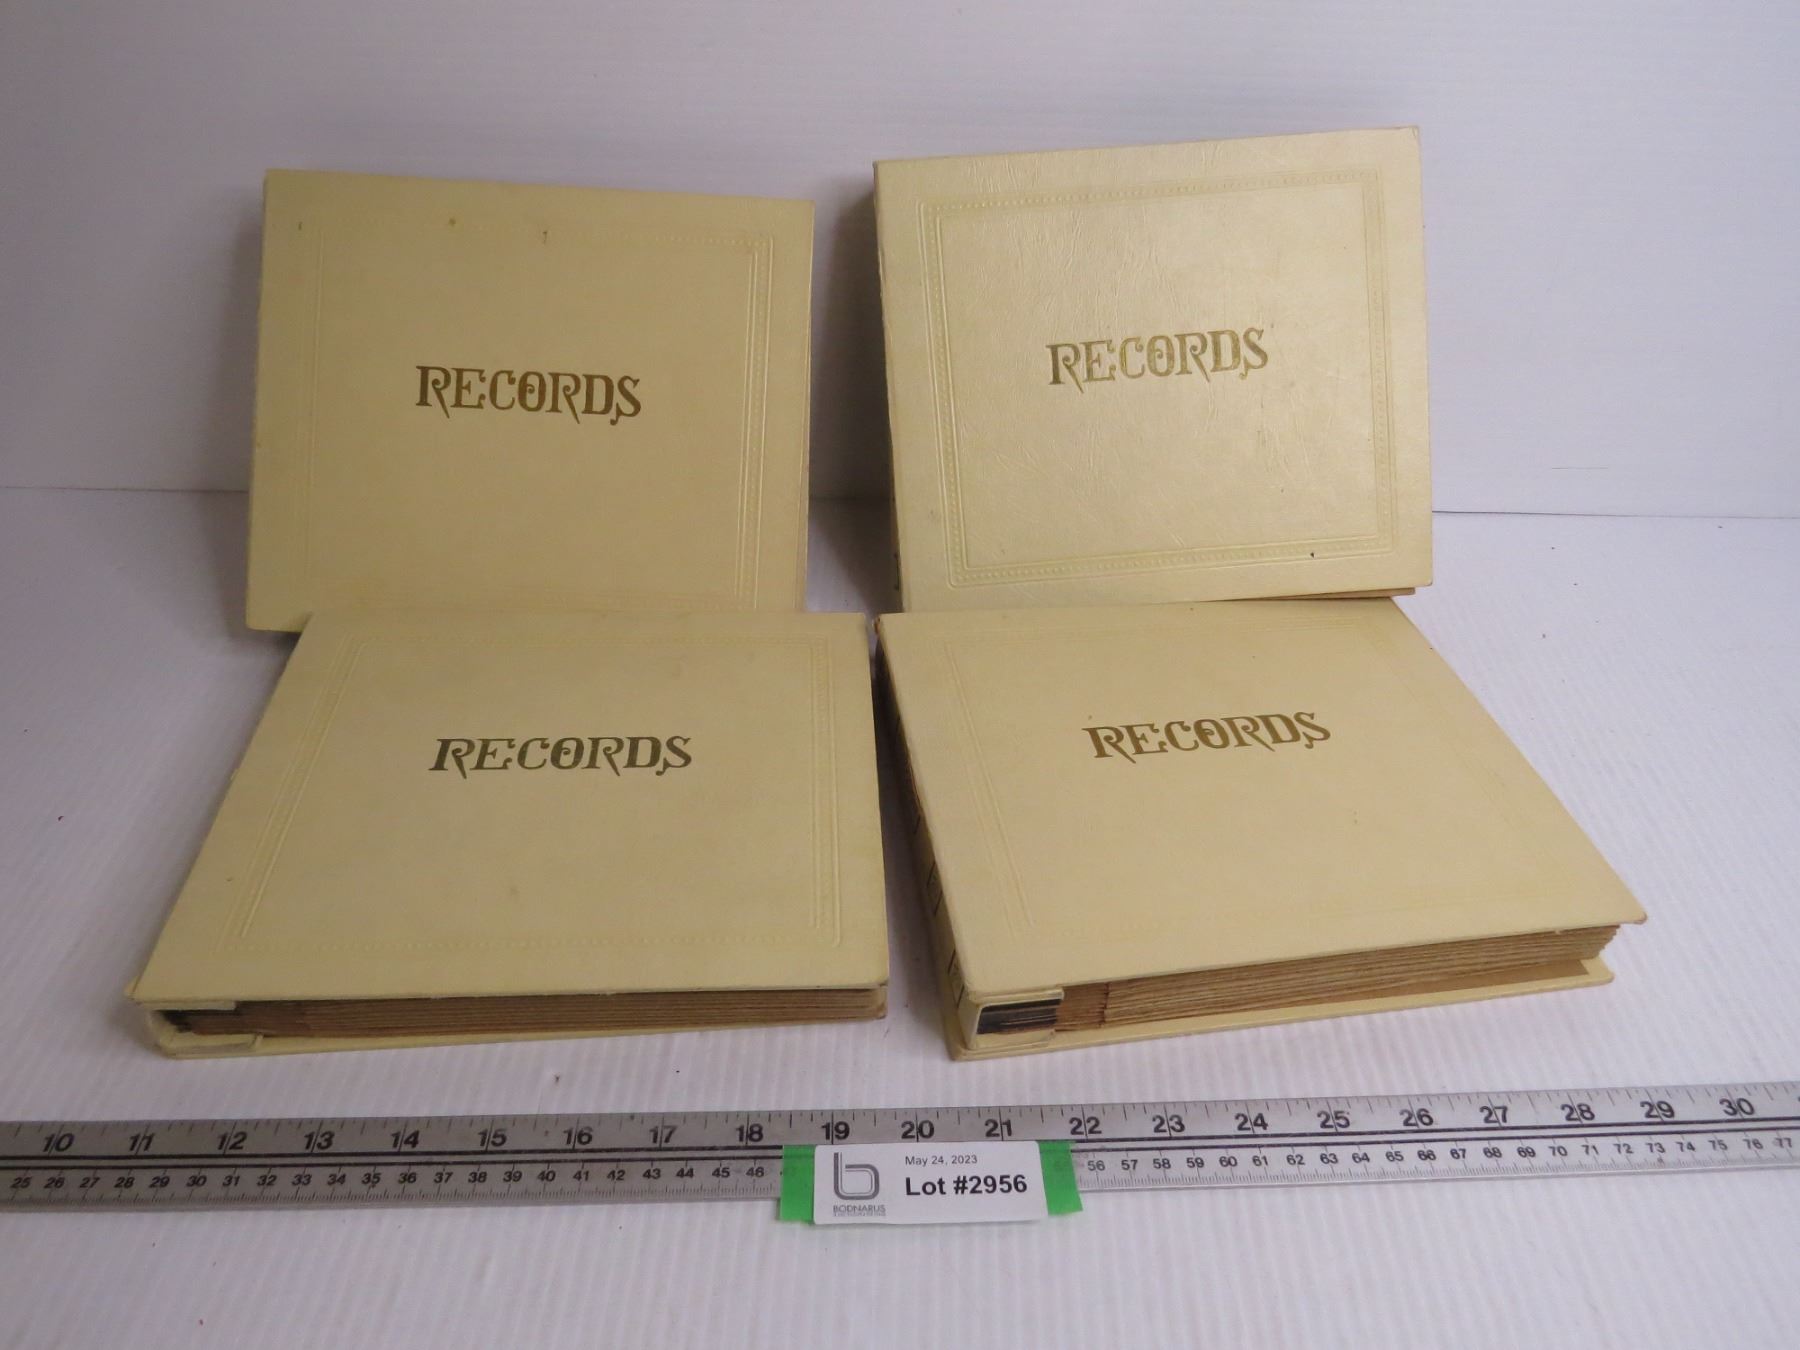 RECORDS
RECORDS
RECORDS
RECORDS
10 11 12 13 14 15 16 17 18 19 20 21 22 23 24 25 26 27 28 29 30
25 26 27 28 29 30 31 32 33 34 35 36 37 38 39 40 41 42 43 44 45 46 56 57 58 59 60 61 62 63 64 65 66 67 68 69 70 71 72 73 74 75 76 77
May 24, 2023
Lot #2956
b
BODNARUS